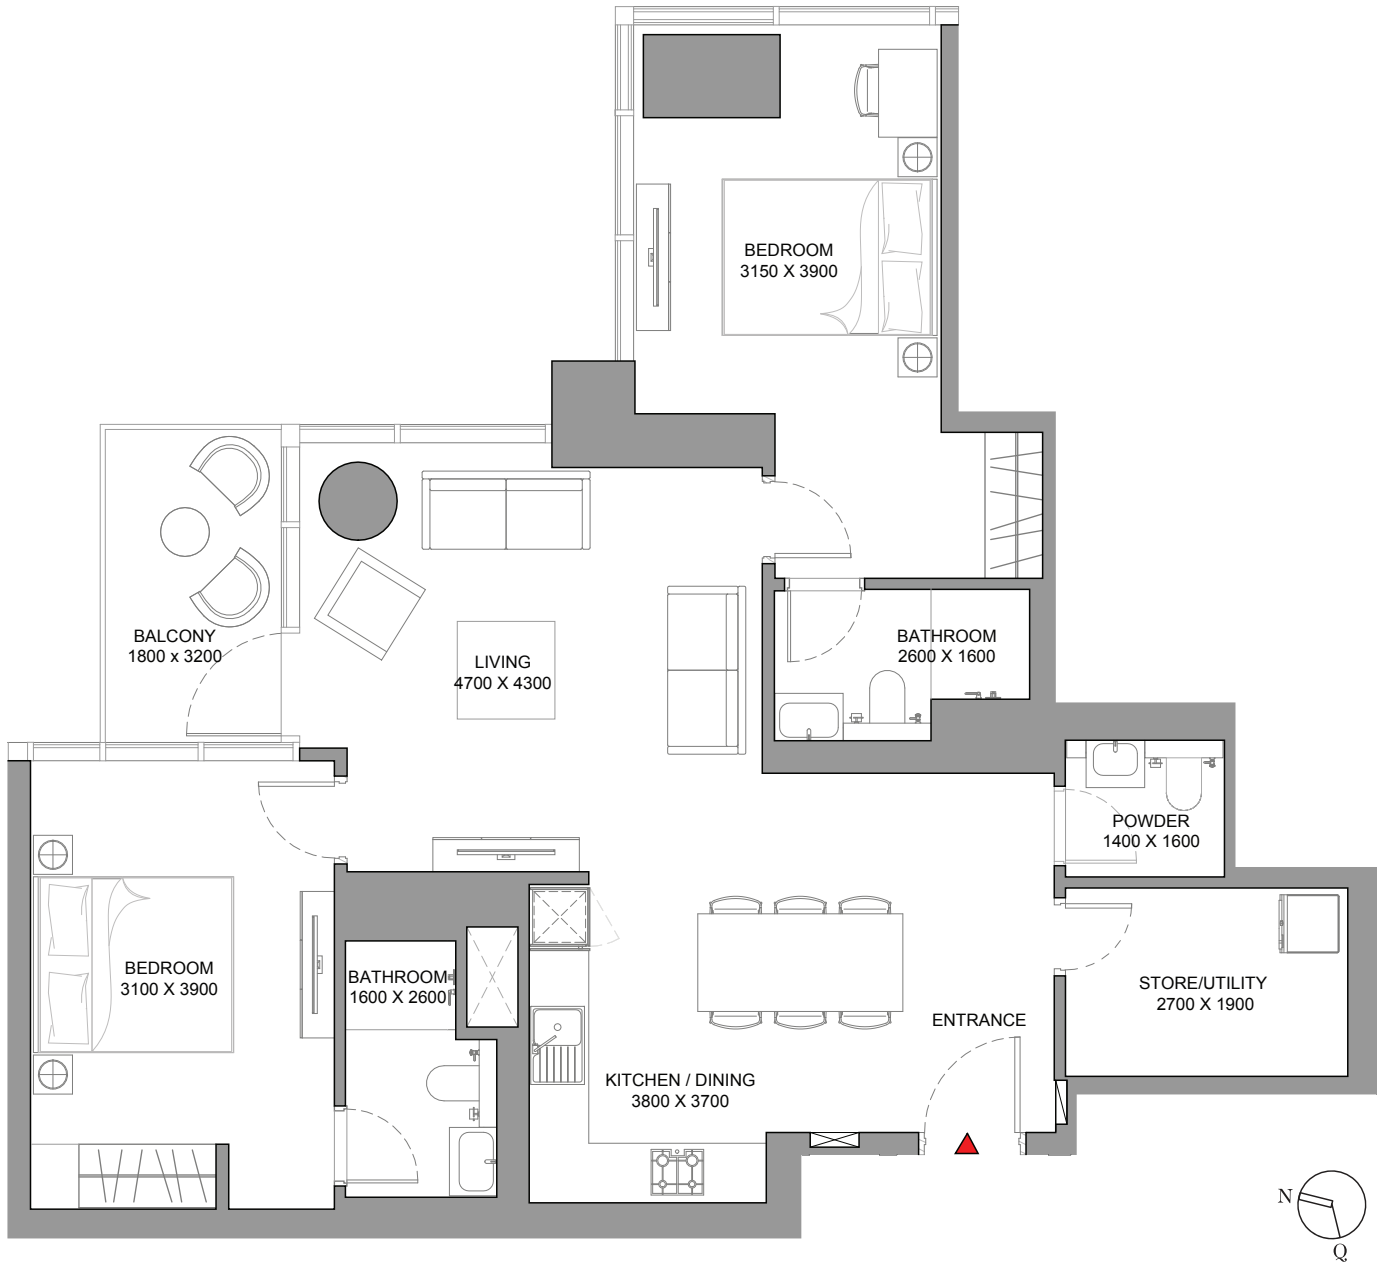 BEDROOM
3150 X 3900
BALCONY
1800 x 3200
LIVING
4700 X 4300
BATHROOM
2600 X 1600
POWDER
1400 X 1600
BEDROOM
3100 X 3900
BATHROOM
1600 X 2600
STORE/UTILITY
2700 X 1900
ENTRANCE
KITCHEN / DINING
3800 X 3700
N
Q